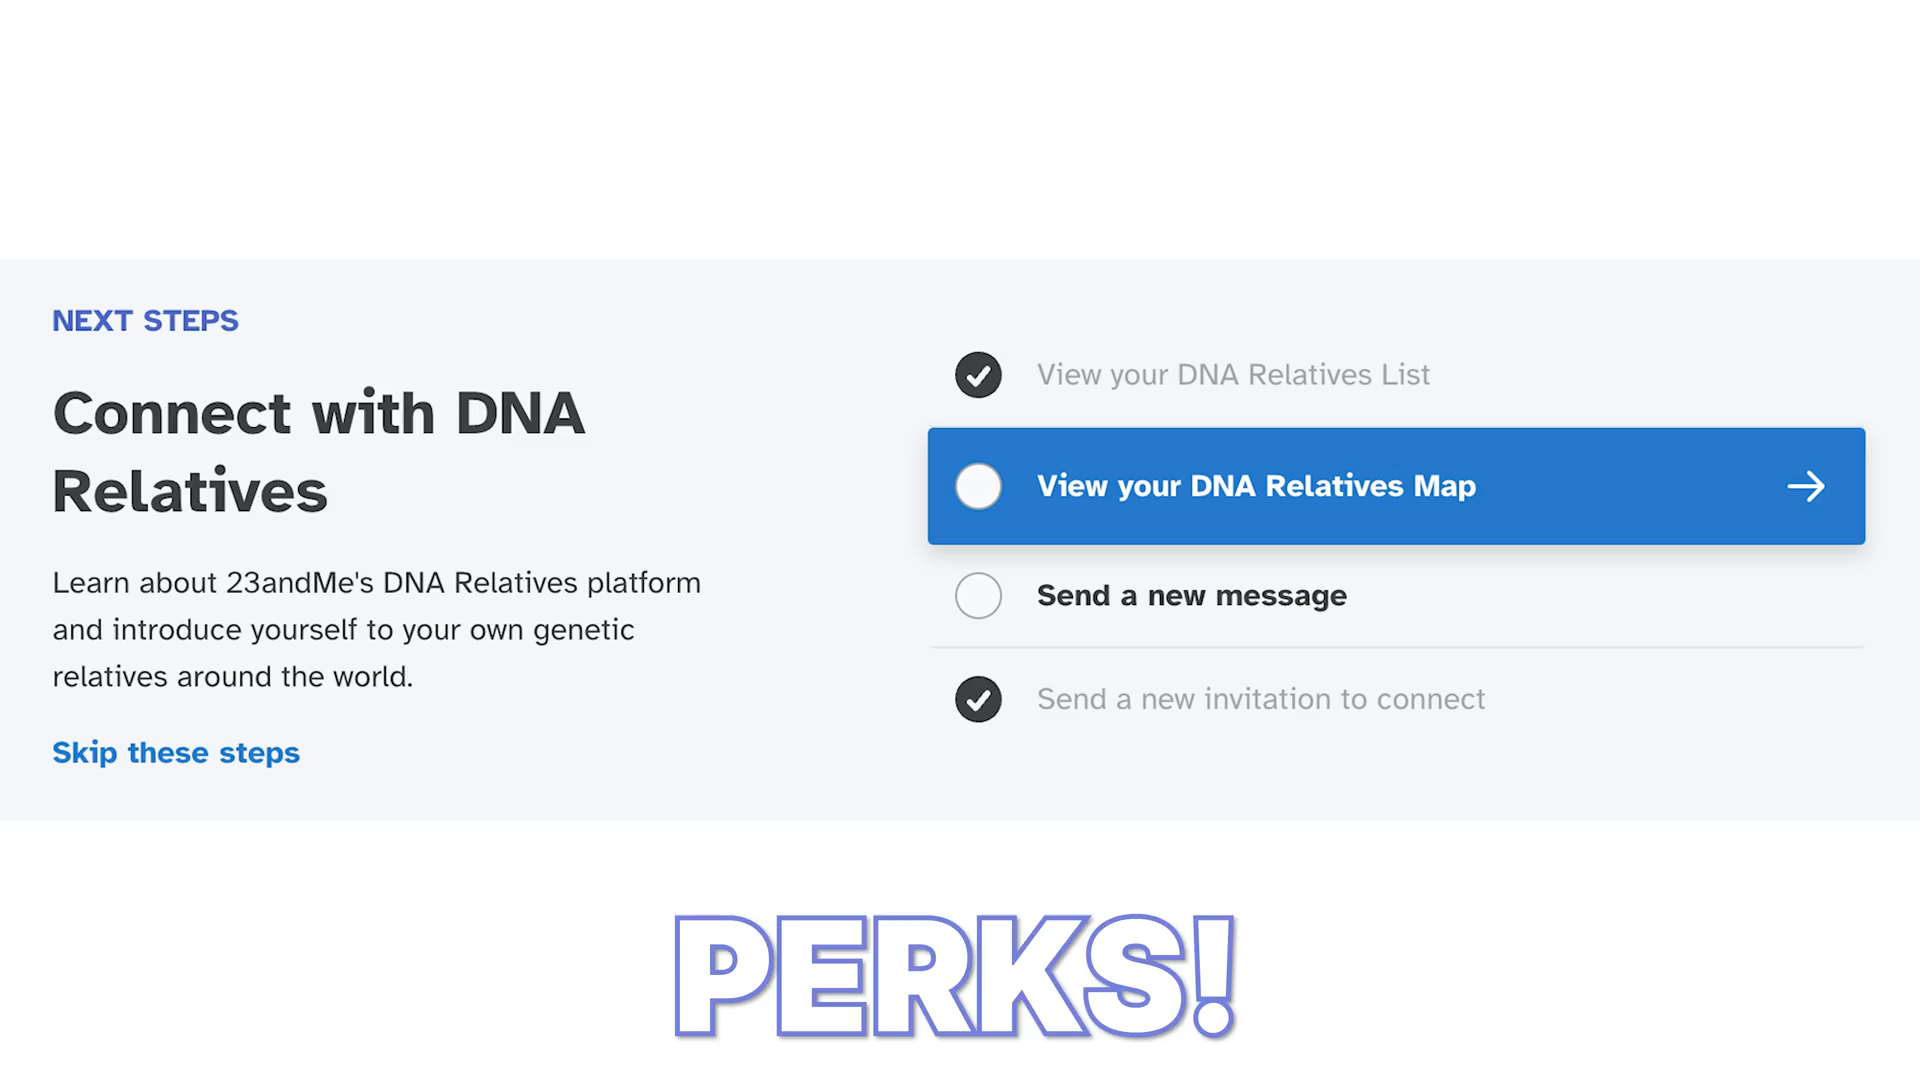 NEXT STEPS
Connect with DNA
Relatives
Learn about 23andMe's DNA Relatives platform
and introduce yourself to your own genetic
relatives around the world.
Skip these steps
View your DNA Relatives List
View your DNA Relatives Map
Send a new message
Send a new invitation to connect
PERKS!